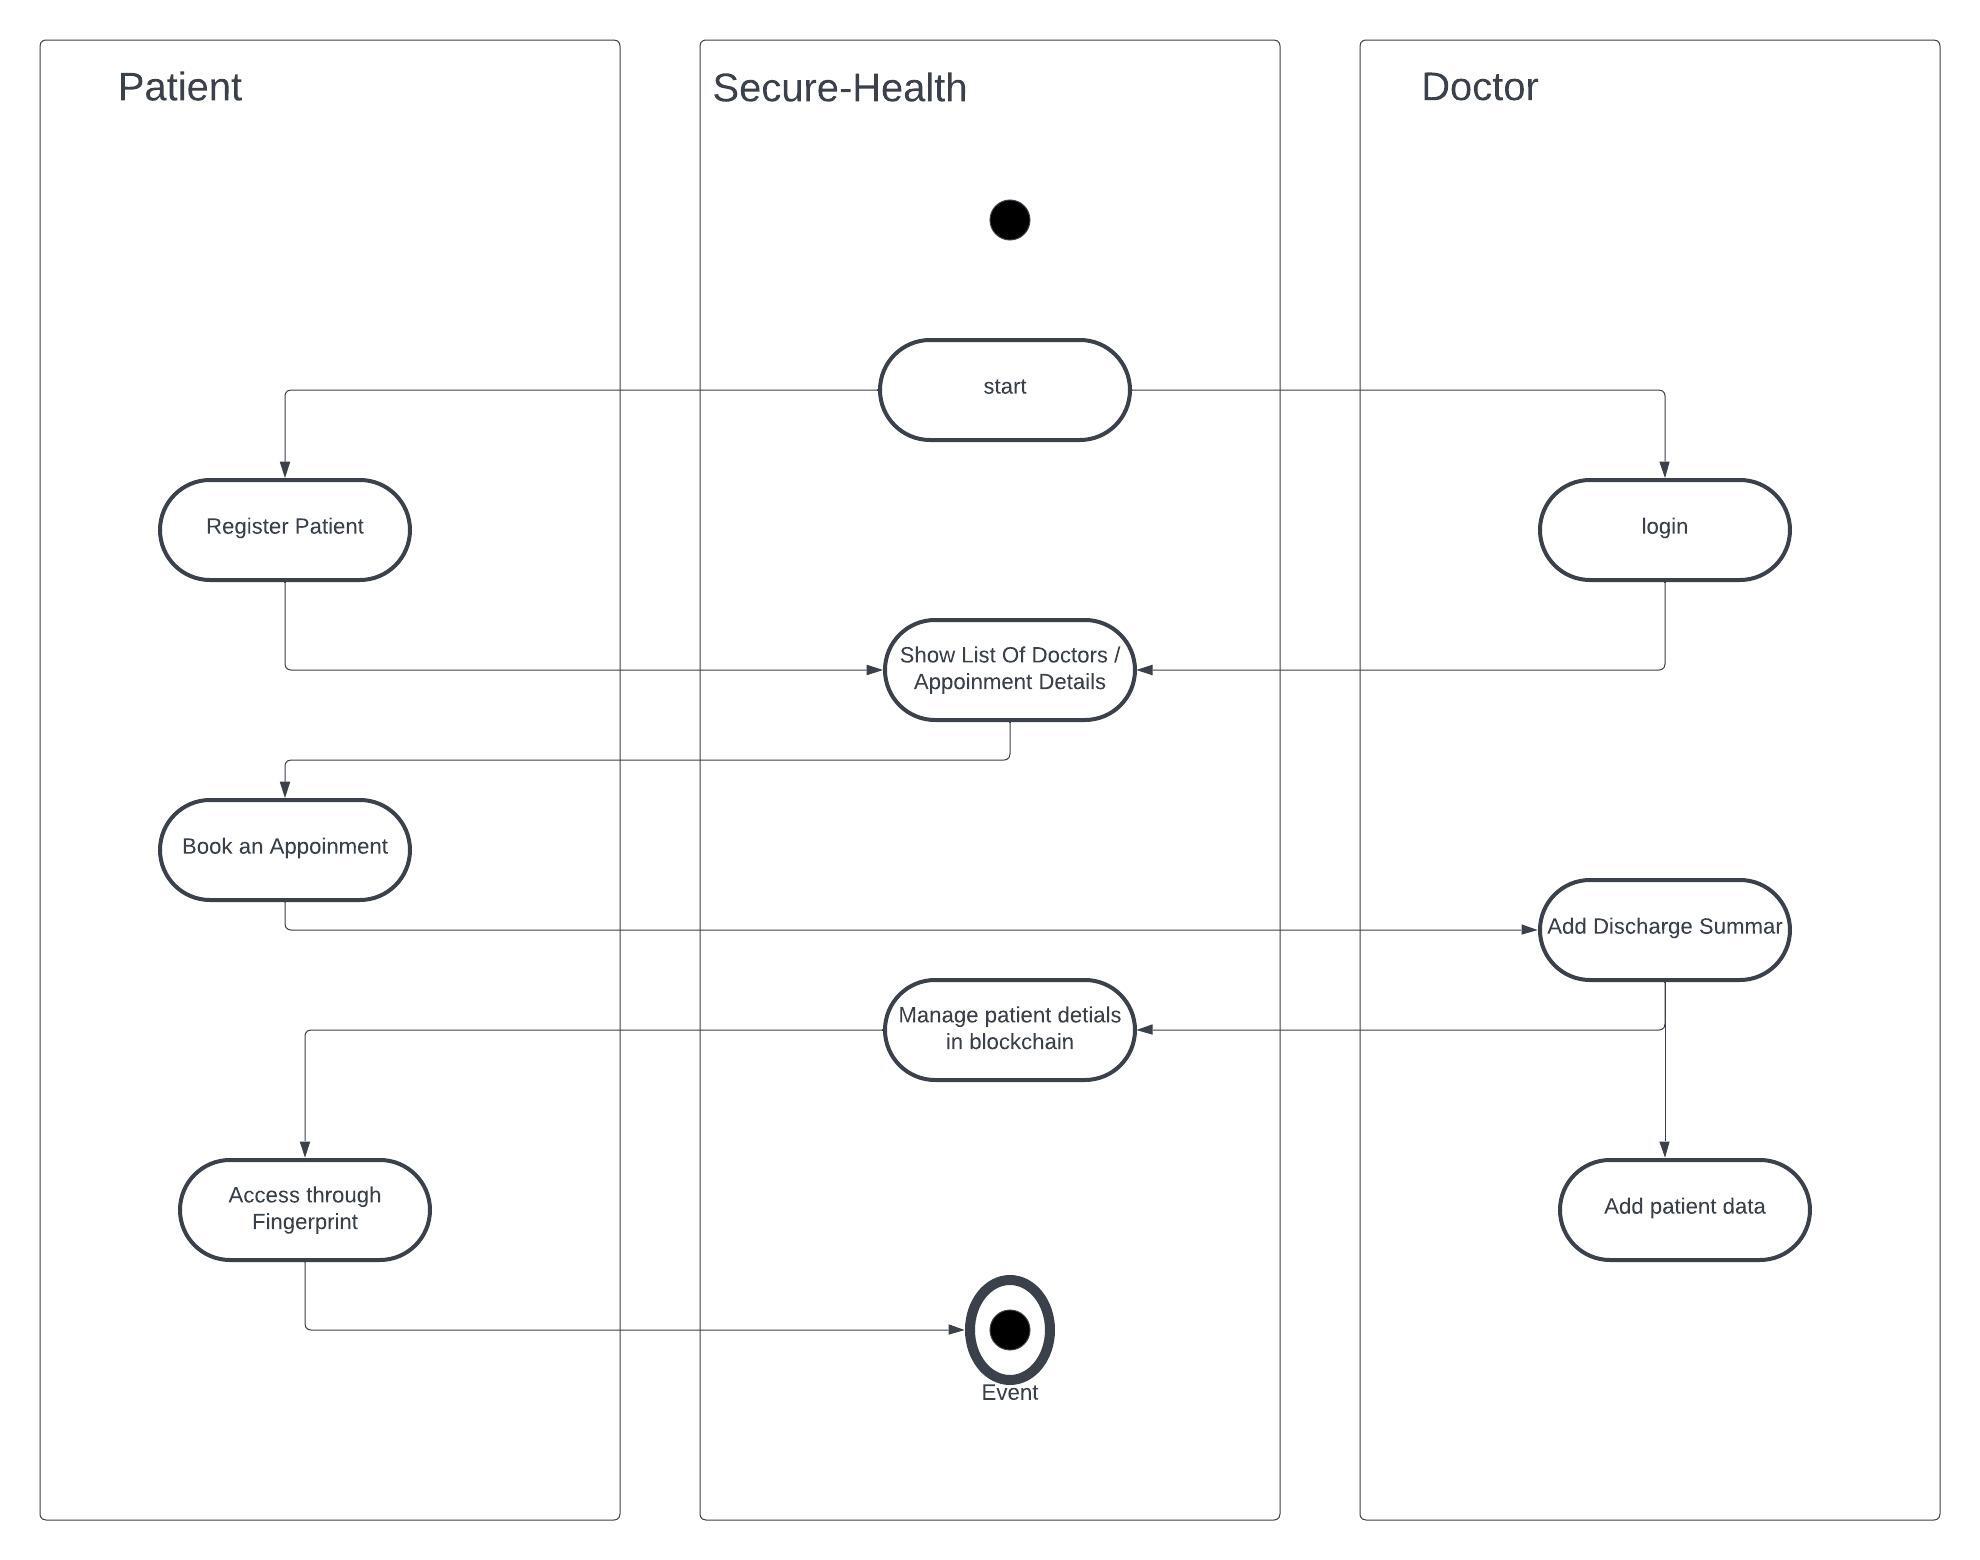 Patient
Secure-Health
Doctor
start
Register Patient
login
Show List Of Doctors /
Appoinment Details
Book an Appoinment
Add Discharge Summar
Manage patient detials
in blockchain
Access through
Fingerprint
Add patient data
Event